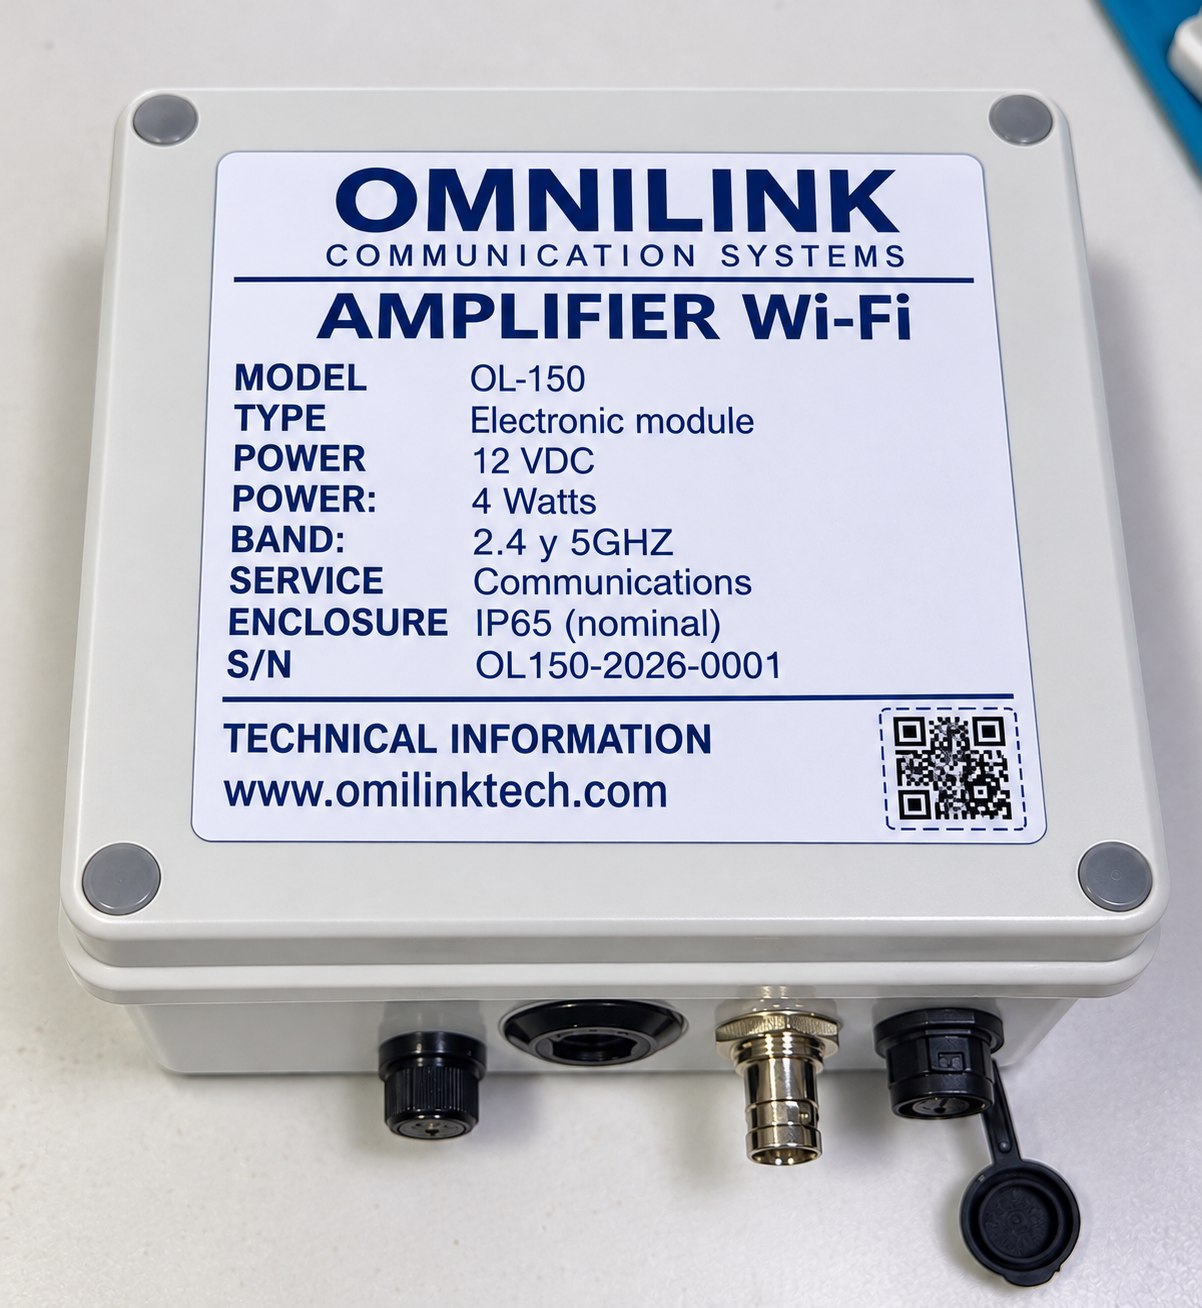 OMNILINK
COMMUNICATION SYSTEMS
AMPLIFIER Wi-Fi
MODEL OL-150
TYPE Electronic module
POWER 12 VDC
POWER: 4 Watts
BAND: 2.4 y 5GHZ
SERVICE Communications
ENCLOSURE IP65 (nominal)
S/N OL150-2026-0001
TECHNICAL INFORMATION
www.omilinktech.com